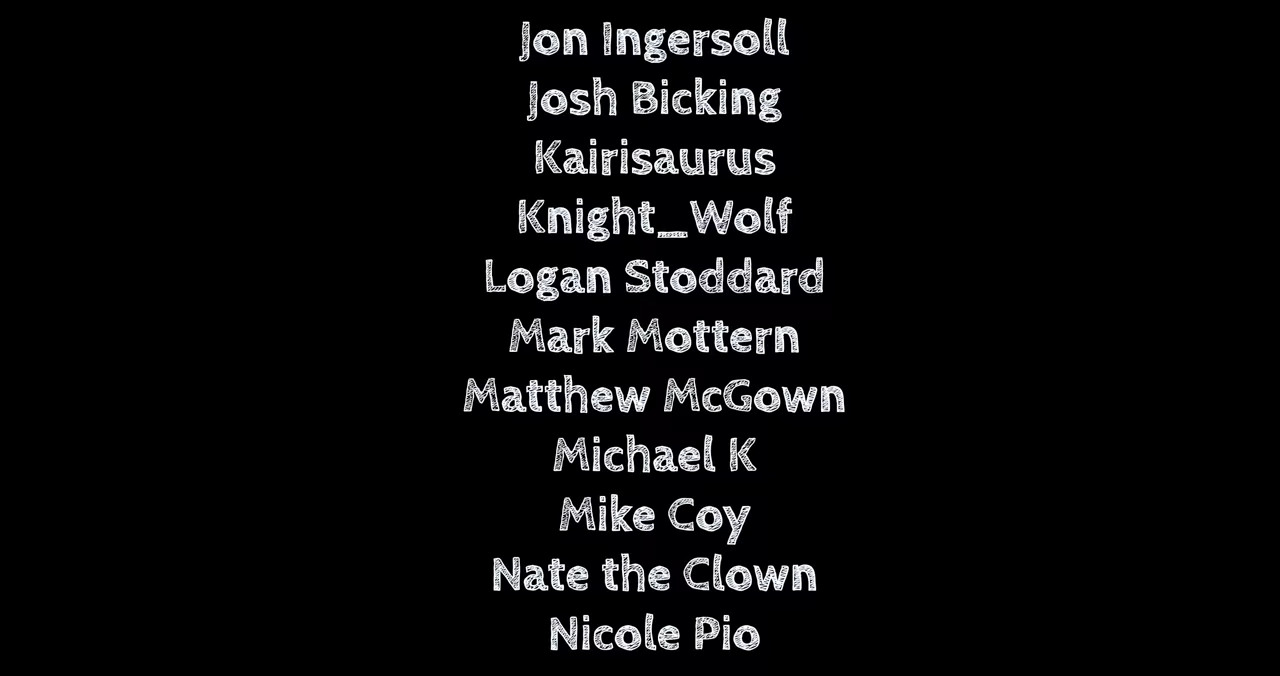 Jon Ingersoll
Josh Bicking
Kairisaurus
Knight_Wolf
Logan Stoddard
Mark Mottern
Matthew McGown
Michael K
Mike Coy
Nate the Clown
Nicole Pio